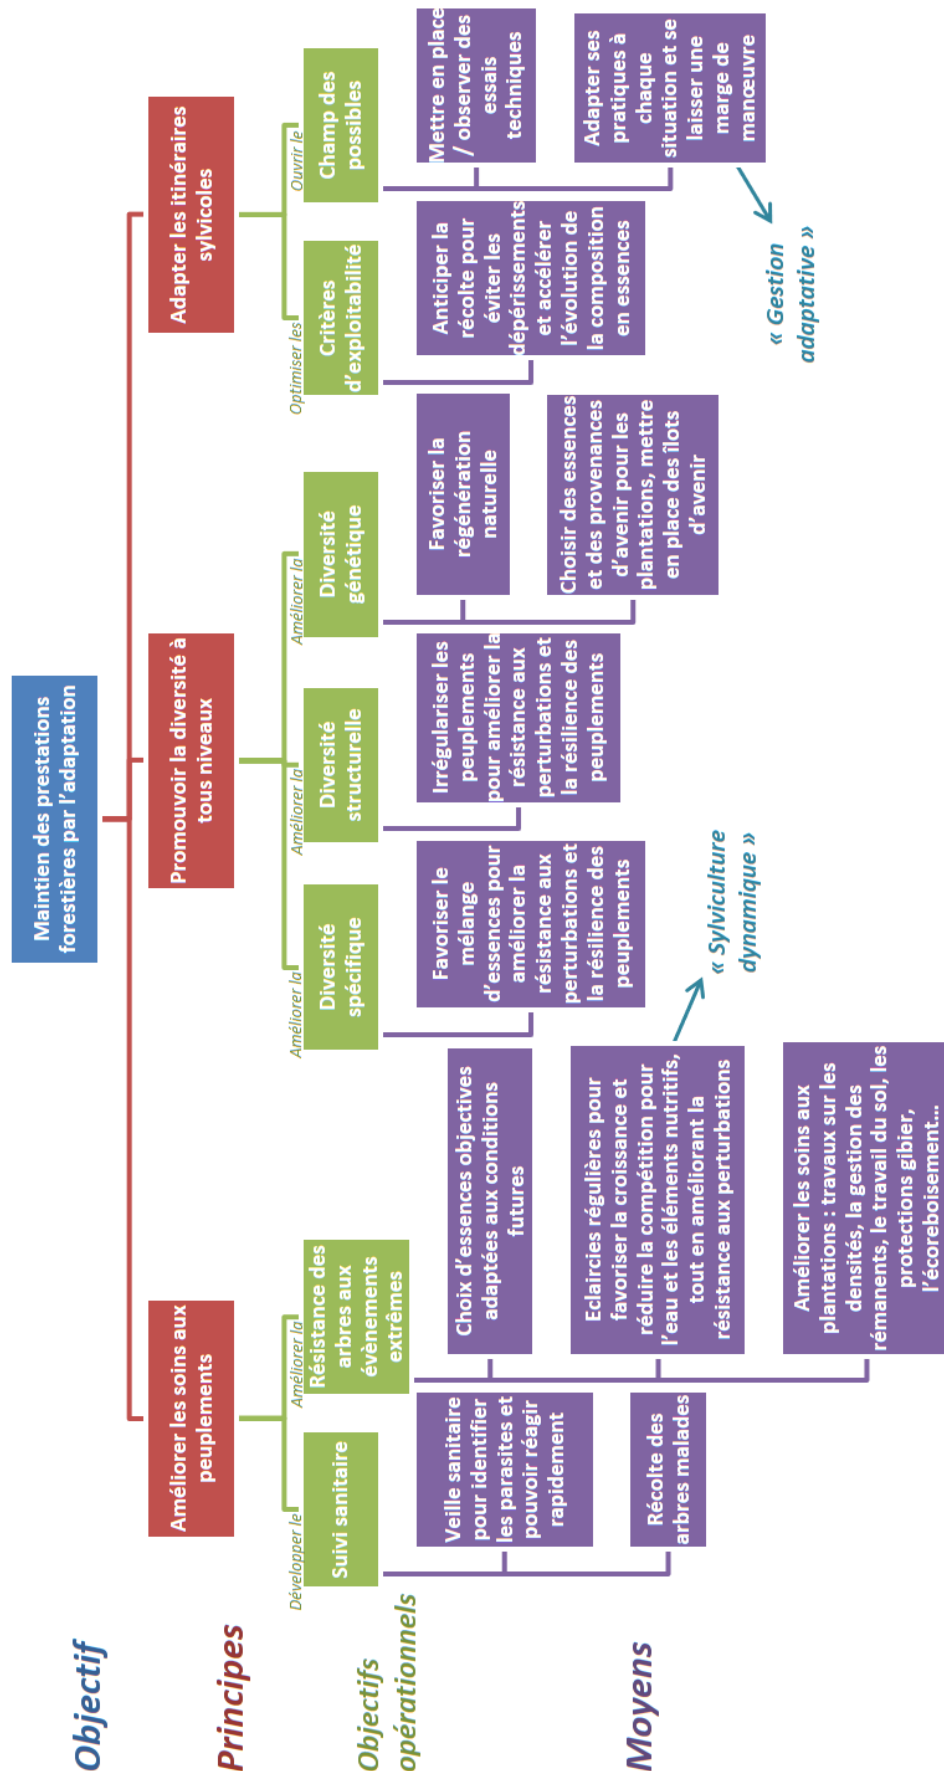 Objectif
Maintien des prestations
forestières par l'adaptation
Principes
Améliorer les soins aux
peuplements
Promouvoir la diversité à
tous niveaux
Adapter les itinéraires
sylvicoles
Objectifs
opérationnels
Développer le
Suivi sanitaire
Améliorer la
Résistance des
arbres aux
évènements
extrêmes
Améliorer la
Diversité
spécifique
Améliorer la
Diversité
structurelle
Améliorer la
Diversité
génétique
Optimiser les
Critères
d'exploitabilité
Ouvrir le
Champ des
possibles
Moyens
Veille sanitaire
pour identifier
les parasites et
pouvoir réagir
rapidement
Récolte des
arbres malades
Choix d'essences objectives
adaptées aux conditions
futures
Eclaircies régulières pour
favoriser la croissance et
réduire la compétition pour
l'eau et les éléments nutritifs,
tout en améliorant la
résistance aux perturbations
« Sylviculture
dynamique »
Améliorer les soins aux
plantations : travaux sur les
densités, la gestion des
rémanents, le travail du sol, les
protections gibier,
l'écoreboisement...
Favoriser le
mélange
d'essences pour
améliorer la
résistance aux
perturbations et
la résilience des
peuplements
Irrégulariser les
peuplements
pour améliorer la
résistance aux
perturbations et
la résilience des
peuplements
Favoriser la
régénération
naturelle
Choisir des essences
et des provenances
d'avenir pour les
plantations, mettre
en place des îlots
d'avenir
Anticiper la
récolte pour
éviter les
dépérissements
et accélérer
l'évolution de
la composition
en essences
Mettre en place
/ observer des
essais
techniques
Adapter ses
pratiques à
chaque
situation et se
laisser une
marge de
manœuvre
« Gestion
adaptative »